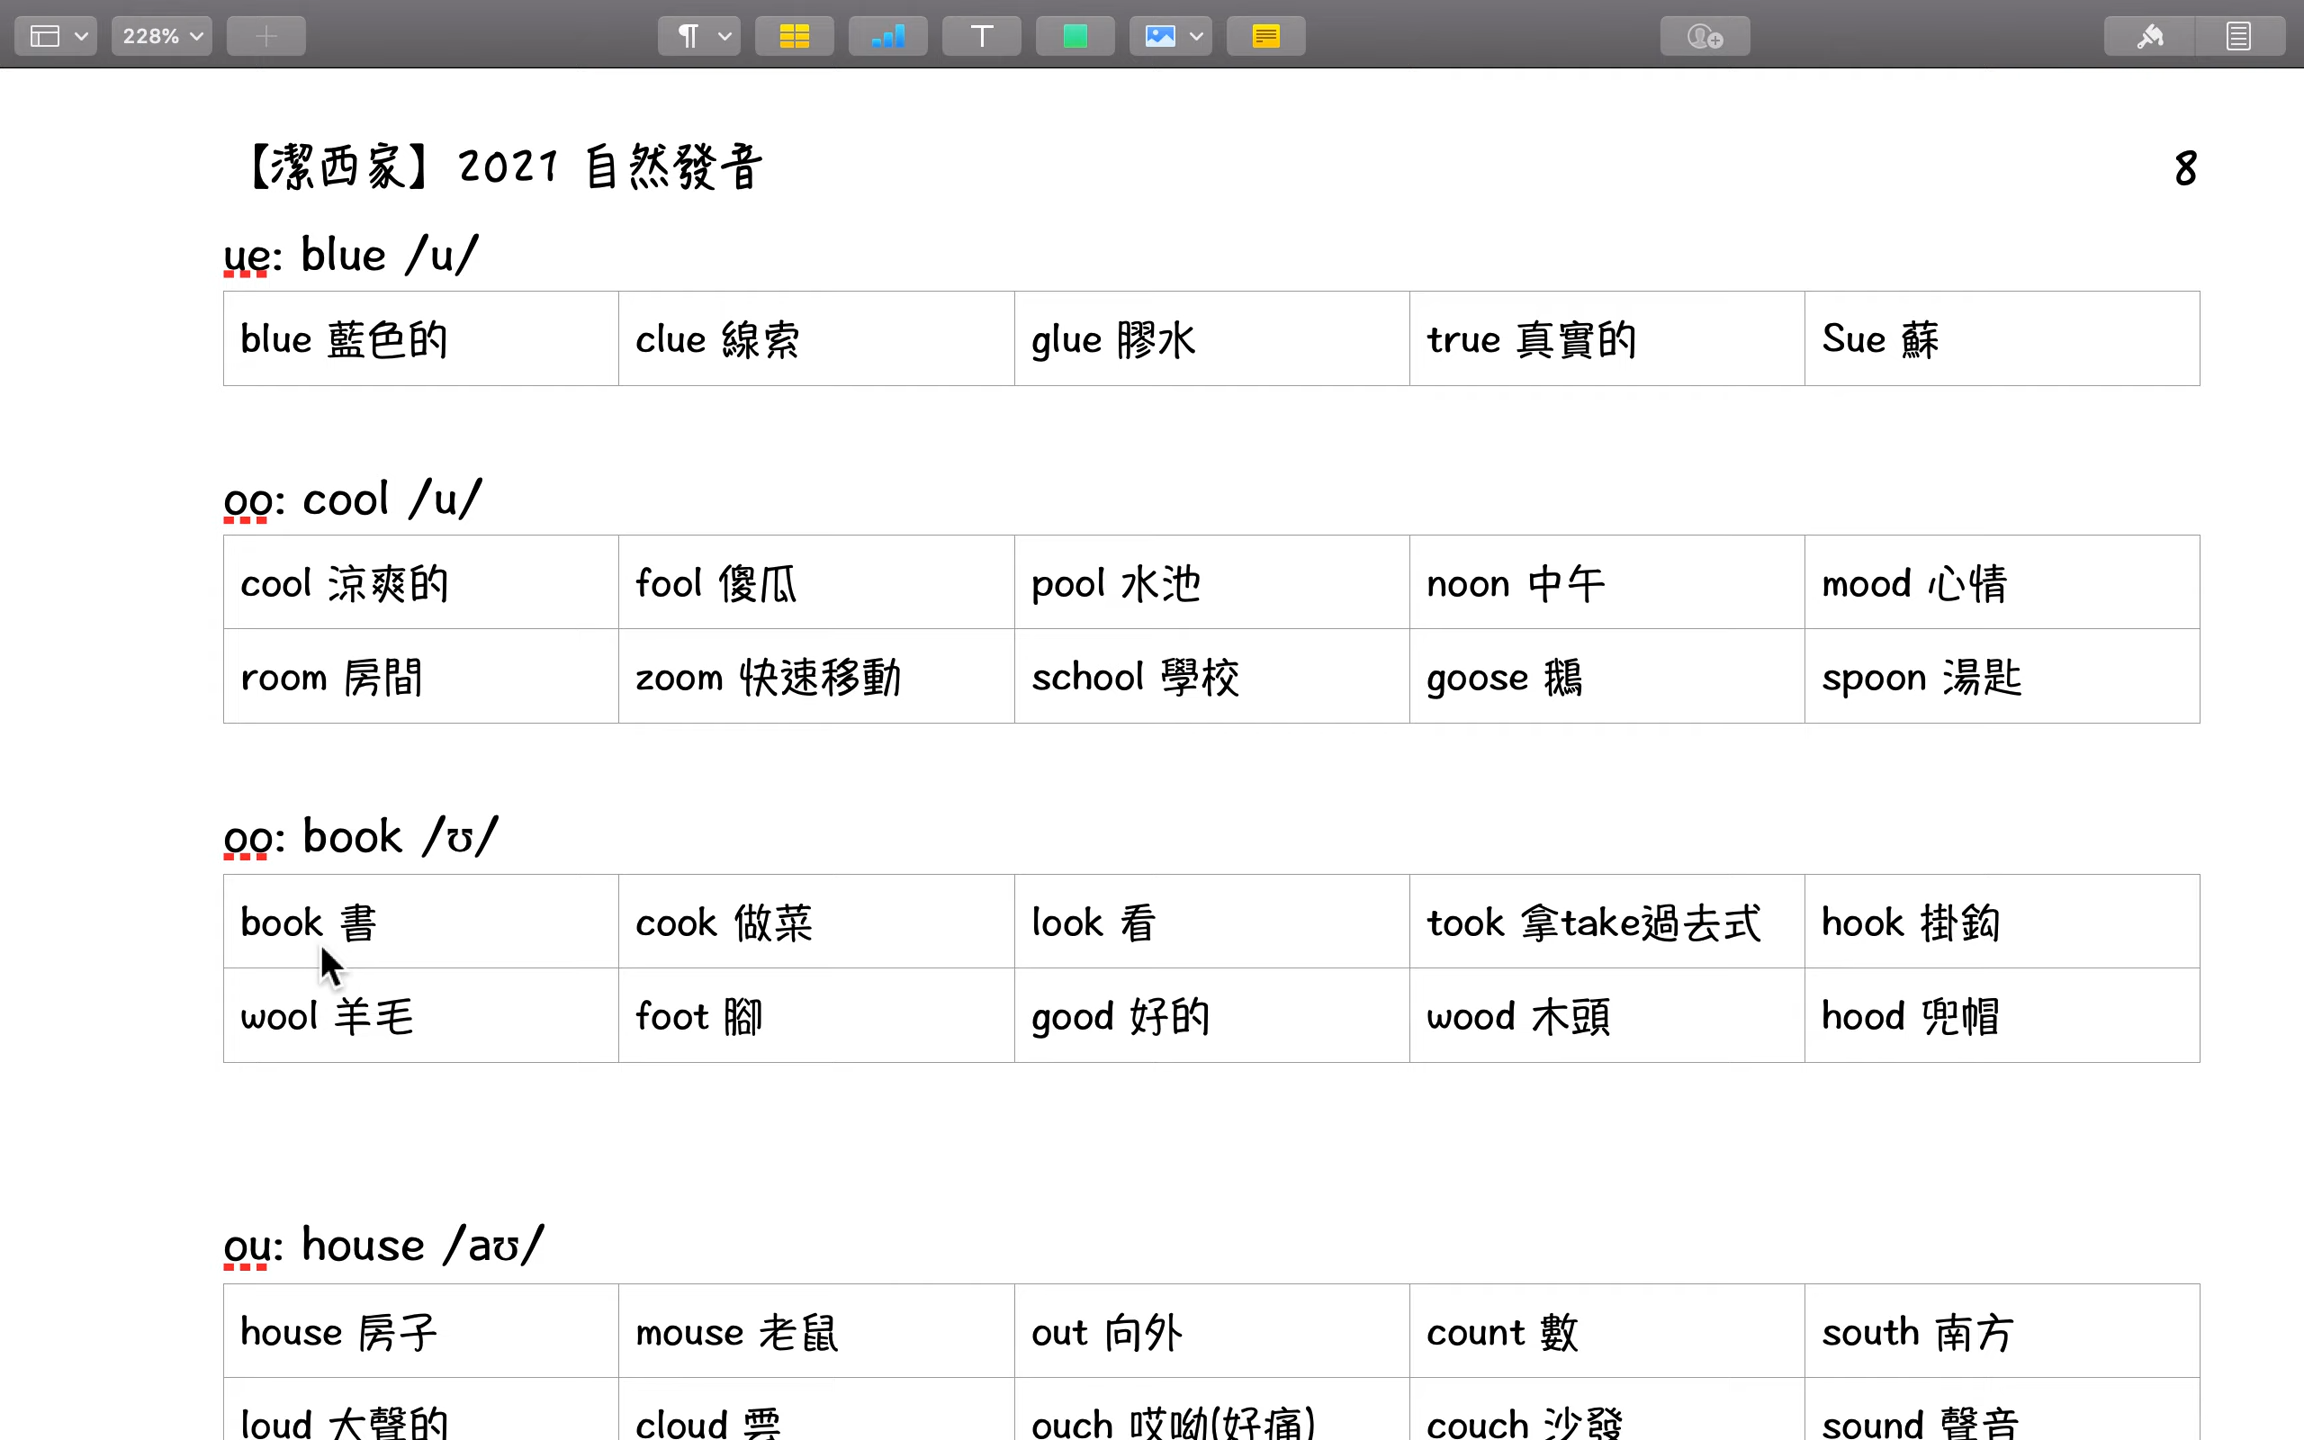 228%
【潔西家】2021 自然發音
8
ue: blue /u/
blue 藍色的 clue 線索 glue 膠水 true 真實的 Sue 蘇
oo: cool /u/
cool 涼爽的 fool 傻瓜 pool 水池 noon 中午 mood 心情
room 房間 zoom 快速移動 school 學校 goose 鵝 spoon 湯匙
oo: book /ʊ/
book 書 cook 做菜 look 看 took 拿take過去式 hook 掛鈎
wool 羊毛 foot 腳 good 好的 wood 木頭 hood 兜帽
ou: house /aʊ/
house 房子 mouse 老鼠 out 向外 count 數 south 南方
loud 大聲的 cloud 雲 ouch 哎呦(好痛) couch 沙發 sound 聲音